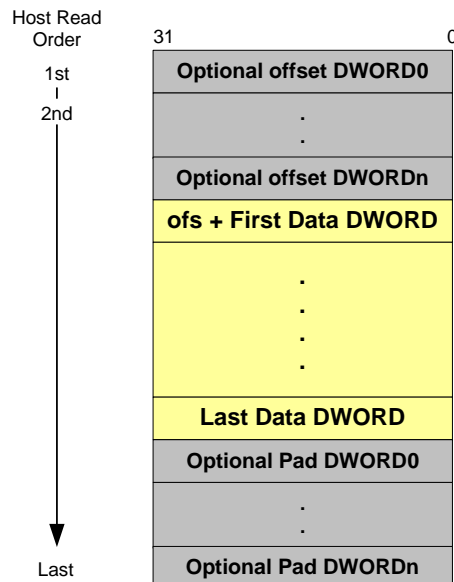 Host Read
Order
31
0
1st
2nd
Optional offset DWORD0
.
.
Optional offset DWORDn
ofs + First Data DWORD
.
.
.
.
Last Data DWORD
Optional Pad DWORD0
.
.
Last
Optional Pad DWORDn